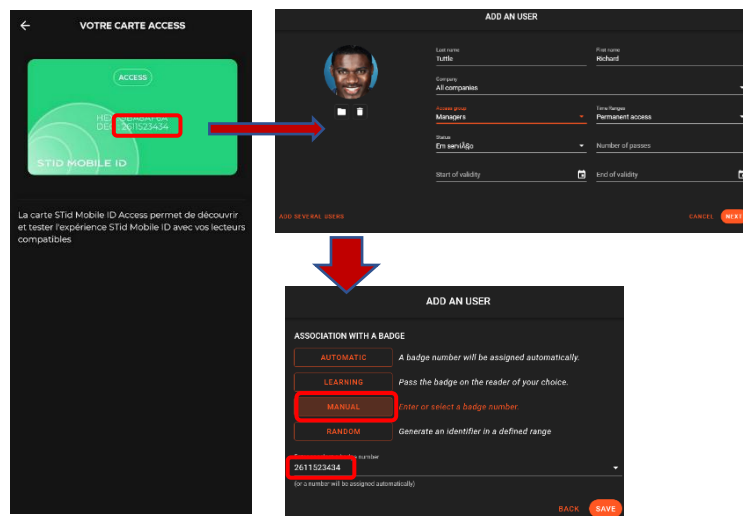 VOTRE CARTE ACCESS
ACCESS
DEC: 2611523434
STID MOBILE ID
La carte STid Mobile ID Access permet de découvrir
et tester l'expérience STid Mobile ID avec vos lecteurs
compatibles
ADD AN USER
Last name
Tuttle
First name
Richard
Company
All companies
Access group
Managers
Time Ranges
Permanent access
Status
Em serviÃ§o
Number of passes
Start of validity
End of validity
ADD SEVERAL USERS
CANCEL
NEXT
ADD AN USER
ASSOCIATION WITH A BADGE
AUTOMATIC
A badge number will be assigned automatically.
LEARNING
Pass the badge on the reader of your choice.
MANUAL
Enter or select a badge number.
RANDOM
Generate an identifier in a defined range
number
2611523434
(or a number will be assigned automatically)
BACK
SAVE